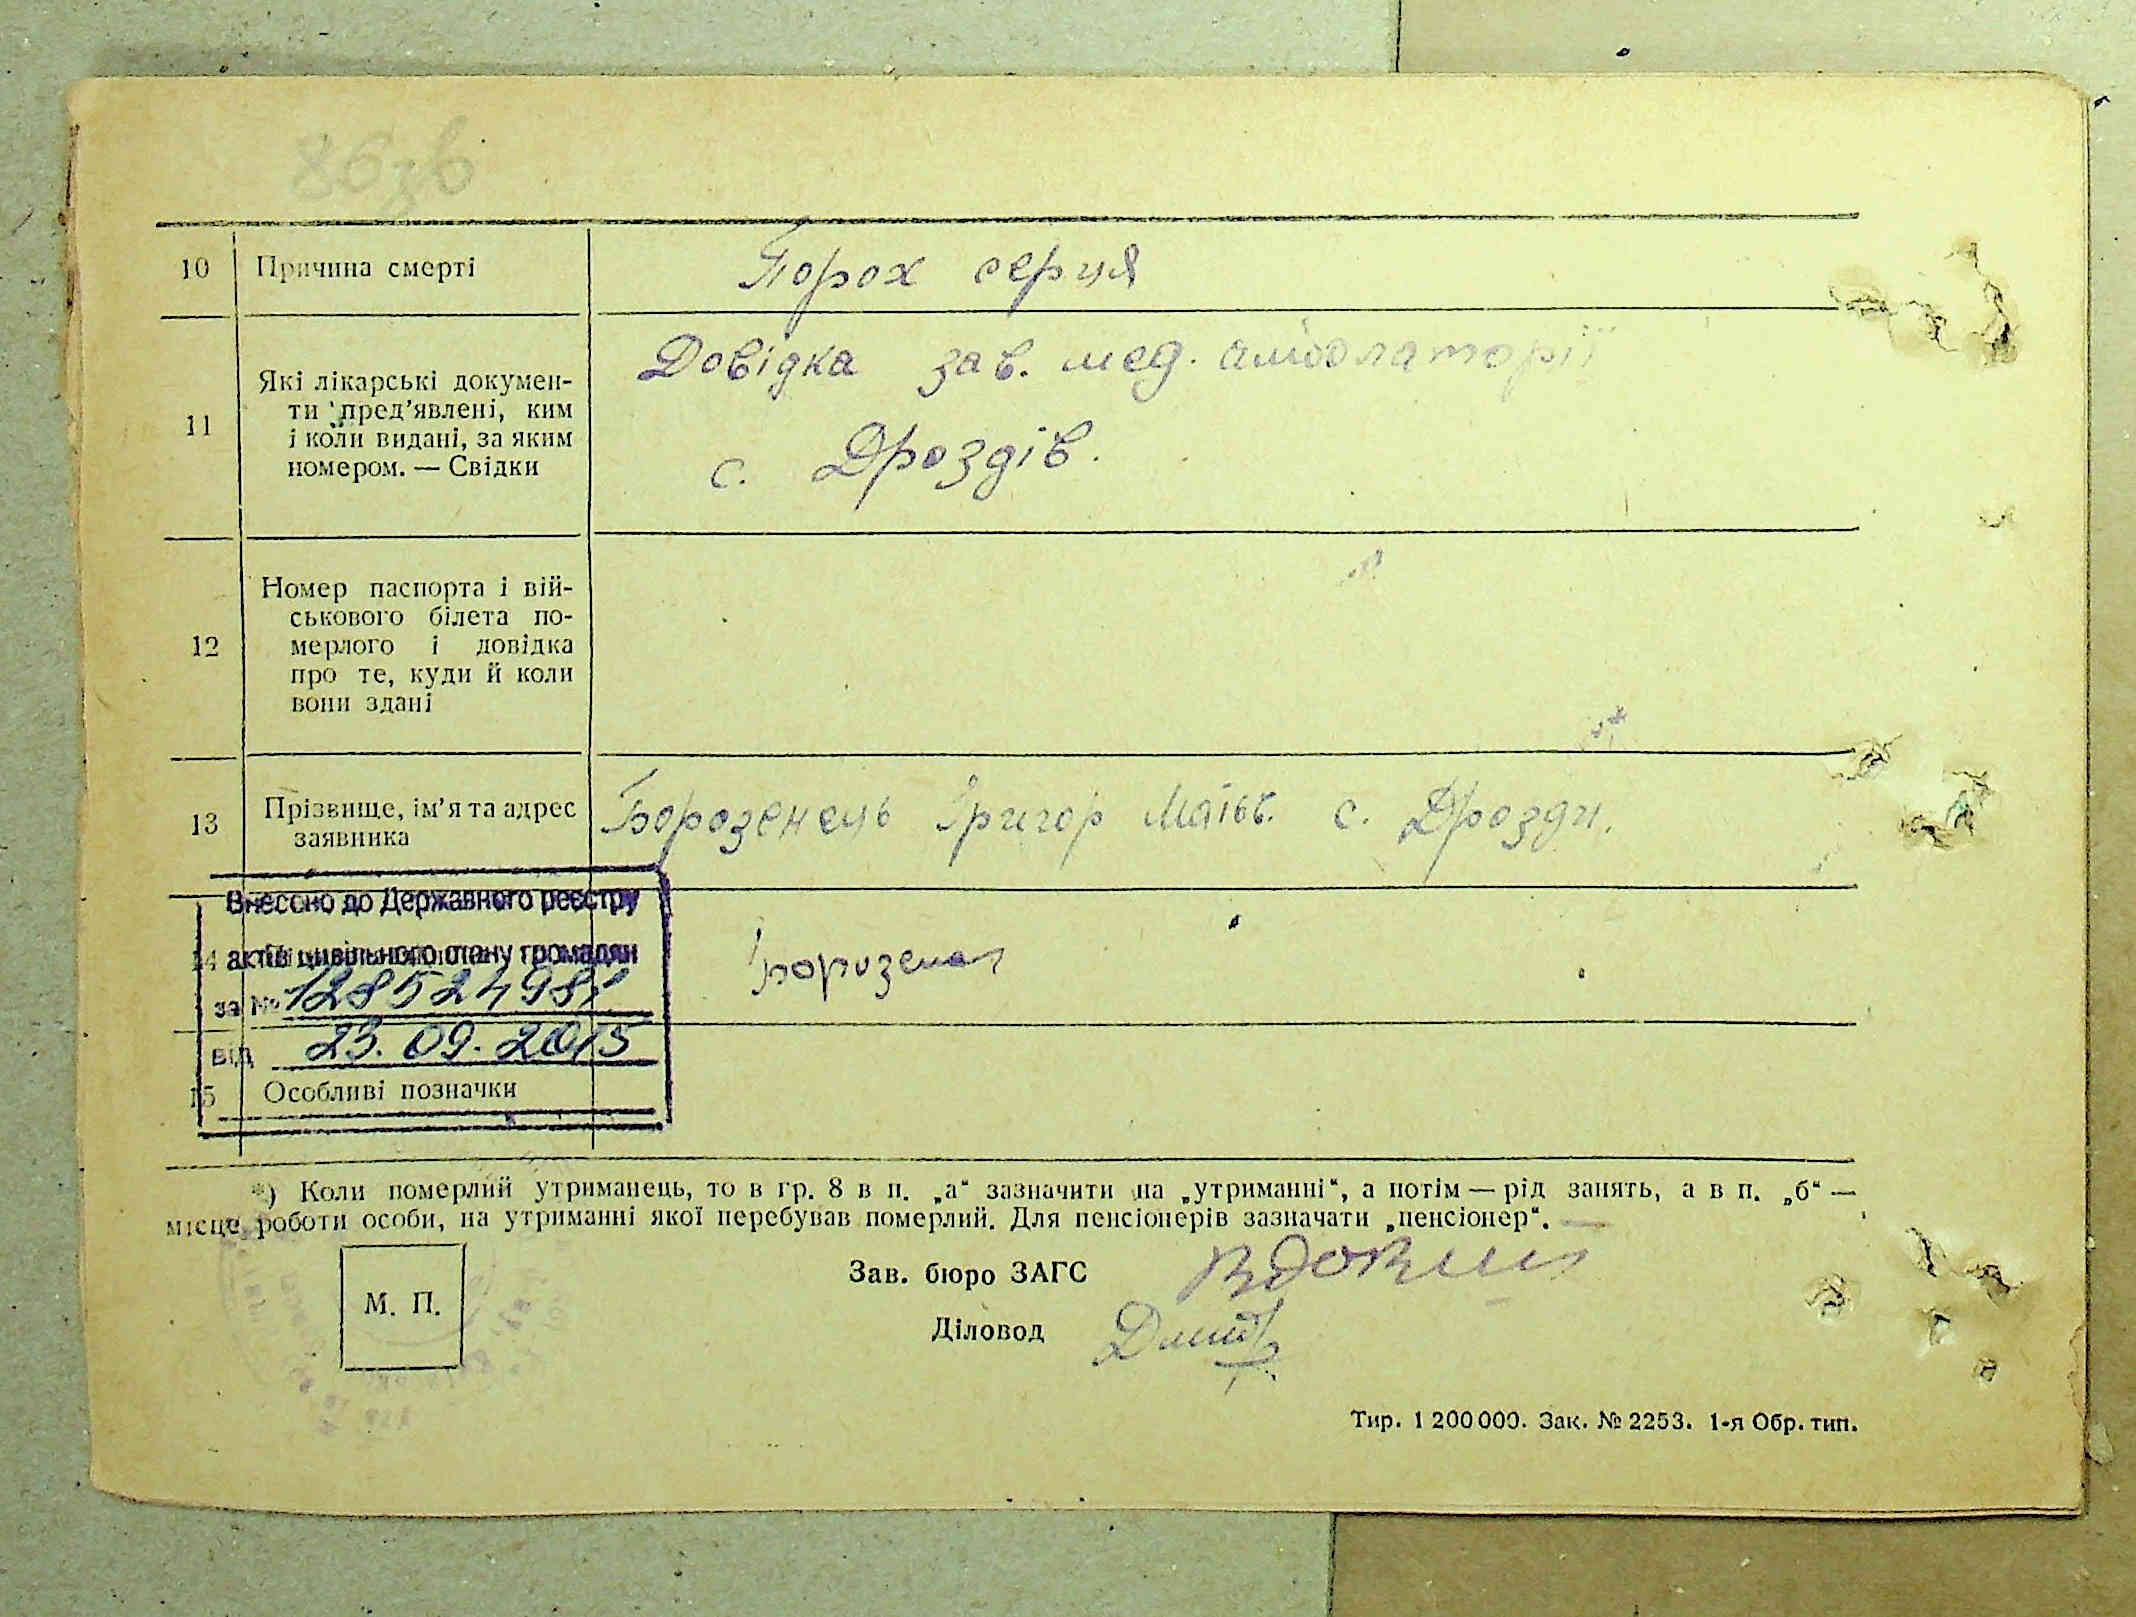 86зв
10 Причина смерті Порох серця
11 Які лікарські докумен-
ти пред'явлені, ким
і коли видані, за яким
номером. — Свідки
Довідка зав. мед. амболаторії
с. Дроздів.
12 Номер паспорта і вій-
ськового білета по-
мерлого і довідка
про те, куди й коли
вони здані
13 Прізвище, ім'я та адрес
заявника
Борозенець Григор Матв. с. Дрозди.
14
Внесено до Державного реєстру
актів цивільного стану громадян
за №
від 23.09.2015
15 Особливі позначки
*) Коли померлий утриманець, то в гр. 8 в п. „а“ зазначити на „утриманні“, а потім — рід занять, а в п. „б“ —
місце роботи особи, на утриманні якої перебував померлий. Для пенсіонерів зазначати „пенсіонер“.
М. П.
Зав. бюро ЗАГС
Діловод
Тир. 1 200 000. Зак. № 2253. 1-я Обр. тип.